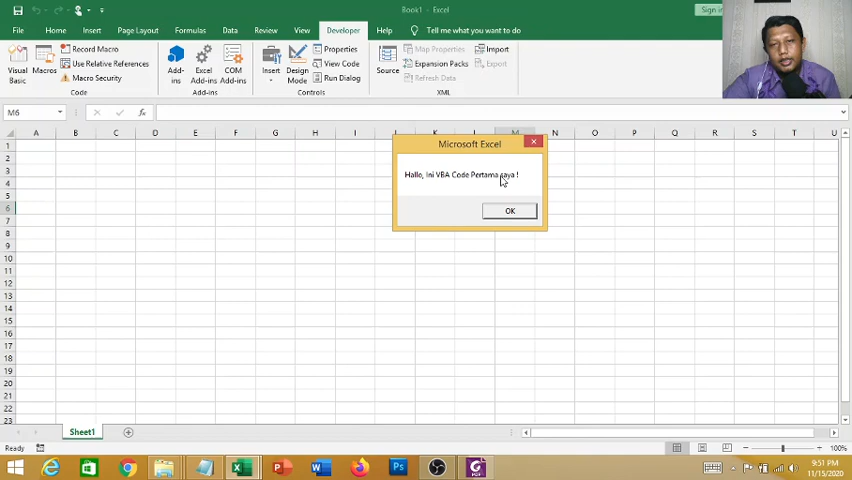 Book1 - Excel
Sign in
File Home Insert Page Layout Formulas Data Review View Developer Help Tell me what you want to do
Visual Basic
Macros
Record Macro
Use Relative References
Macro Security
Code
Add-ins
Excel Add-ins
COM Add-ins
Add-ins
Insert
Design Mode
Properties
View Code
Run Dialog
Controls
Source
Map Properties
Expansion Packs
Refresh Data
Import
Export
XML
M6
fx
A B C D E F G H I J K L M N O P Q R S T U
Microsoft Excel
Hallo, Ini VBA Code Pertama saya !
OK
1
2
3
4
5
6
7
8
9
10
11
12
13
14
15
16
17
18
19
20
21
22
23
Sheet1
Ready
100%
9:51 PM
11/15/2020